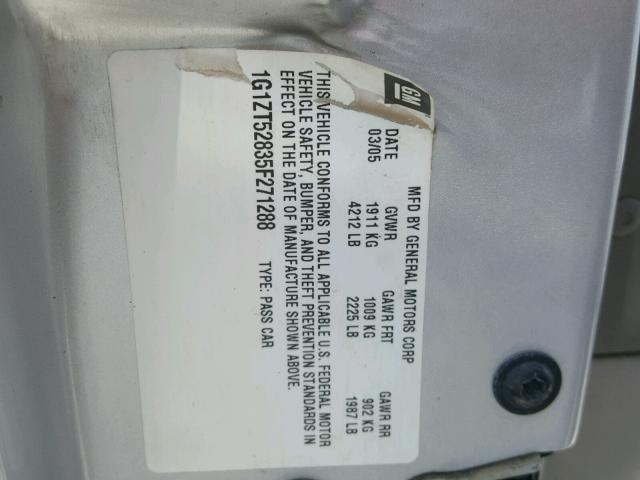 GM
MFD BY GENERAL MOTORS CORP
DATE GVWR GAWR FRT GAWR RR
03/05 1911 KG 1009 KG 902 KG
4212 LB 2225 LB 1987 LB
THIS VEHICLE CONFORMS TO ALL APPLICABLE U.S. FEDERAL MOTOR
VEHICLE SAFETY, BUMPER, AND THEFT PREVENTION STANDARDS IN
EFFECT ON THE DATE OF MANUFACTURE SHOWN ABOVE.
1G1ZT52835F271288 TYPE: PASS CAR